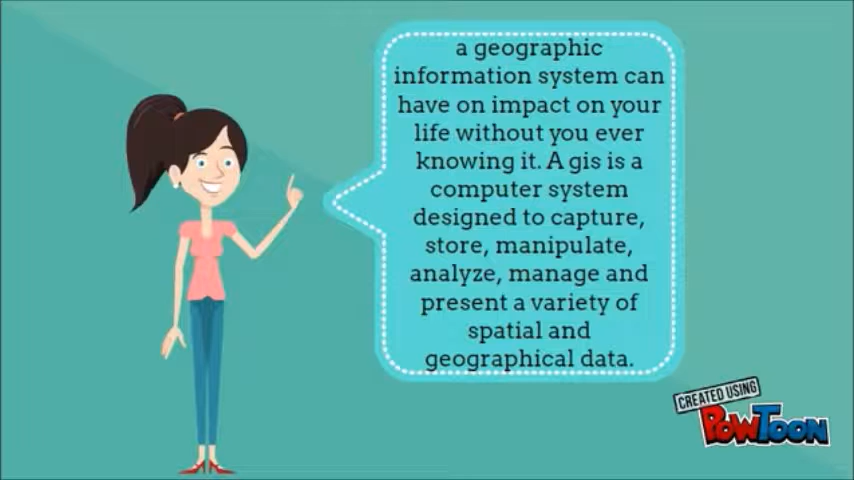 a geographic
information system can
have on impact on your
life without you ever
knowing it. A gis is a
computer system
designed to capture,
store, manipulate,
analyze, manage and
present a variety of
spatial and
geographical data.
CREATED USING
POWTOON